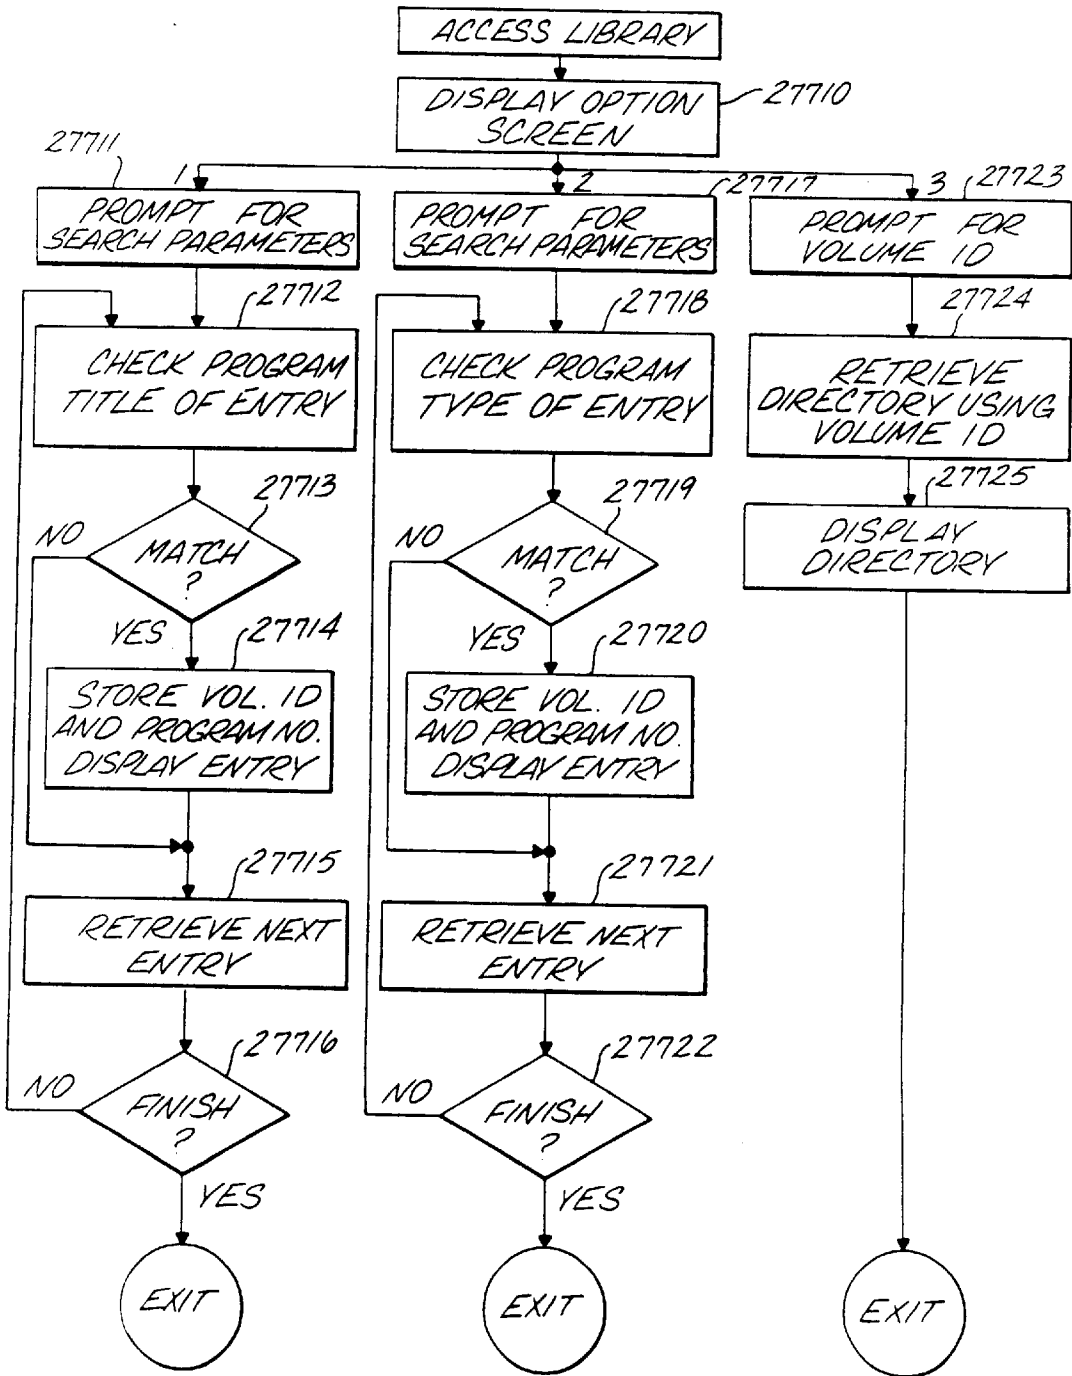 ACCESS LIBRARY
DISPLAY OPTION
SCREEN
27710
27711
1
PROMPT FOR
SEARCH PARAMETERS
27712
CHECK PROGRAM
TITLE OF ENTRY
27713
NO
MATCH
?
YES
27714
STORE VOL. ID
AND PROGRAM NO.
DISPLAY ENTRY
27715
RETRIEVE NEXT
ENTRY
27716
NO
FINISH
?
YES
EXIT
2
27717
PROMPT FOR
SEARCH PARAMETERS
27718
CHECK PROGRAM
TYPE OF ENTRY
27719
NO
MATCH
?
YES
27720
STORE VOL. ID
AND PROGRAM NO.
DISPLAY ENTRY
27721
RETRIEVE NEXT
ENTRY
27722
NO
FINISH
?
YES
EXIT
3
27723
PROMPT FOR
VOLUME ID
27724
RETRIEVE
DIRECTORY USING
VOLUME ID
27725
DISPLAY
DIRECTORY
EXIT